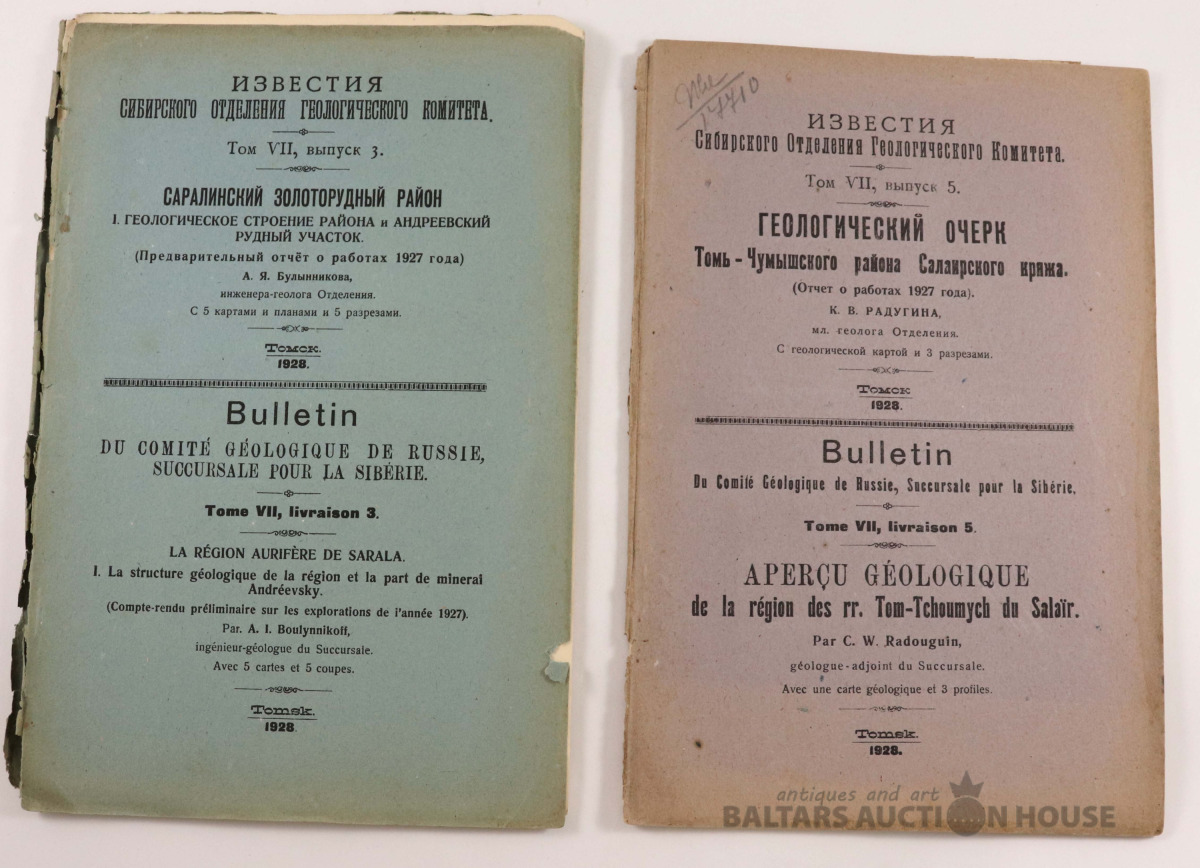 ИЗВЕСТИЯ
СИБИРСКОГО ОТДЕЛЕНИЯ ГЕОЛОГИЧЕСКОГО КОМИТЕТА.
Том VII, выпуск 3.
САРАЛИНСКИЙ ЗОЛОТОРУДНЫЙ РАЙОН
I. ГЕОЛОГИЧЕСКОЕ СТРОЕНИЕ РАЙОНА и АНДРЕЕВСКИЙ
РУДНЫЙ УЧАСТОК.
(Предварительный отчёт о работах 1927 года)
А. Я. Булынникова,
инженера-геолога Отделения.
С 5 картами и планами и 5 разрезами.
Томск.
1928.
Bulletin
DU COMITÉ GÉOLOGIQUE DE RUSSIE,
SUCCURSALE POUR LA SIBÉRIE.
Tome VII, livraison 3.
LA RÉGION AURIFÈRE DE SARALA.
I. La structure géologique de la région et la part de minerai
Andréevsky.
(Compte-rendu préliminaire sur les explorations de l'année 1927).
Par. A. I. Boulynnikoff,
ingénieur-géologue du Succursale.
Avec 5 cartes et 5 coupes.
Tomsk.
1928.
17710
ИЗВЕСТИЯ
Сибирского Отделения Геологического Комитета.
Том VII, выпуск 5.
ГЕОЛОГИЧЕСКИЙ ОЧЕРК
Томь-Чумышского района Салаирского кряжа.
(Отчет о работах 1927 года).
К. В. РАДУГИНА,
мл. геолога Отделения.
С геологической картой и 3 разрезами.
Томск
1928.
Bulletin
Du Comité Géologique de Russie, Succursale pour la Sibérie.
Tome VII, livraison 5.
APERÇU GÉOLOGIQUE
de la région des rr. Tom-Tchoumych du Salaïr.
Par C. W. Radouguin,
géologue-adjoint du Succursale.
Avec une carte géologique et 3 profiles.
Tomsk.
1928.
antiques and art
BALTARS AUCTION HOUSE